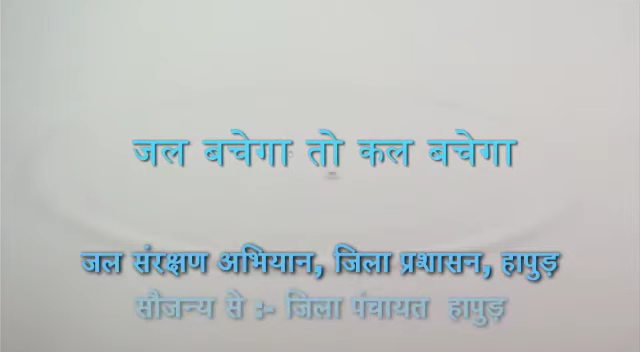 जल बचेगा तो कल बचेगा
जल संरक्षण अभियान, जिला प्रशासन, हापुड़
सौजन्य से :- जिला पंचायत हापुड़